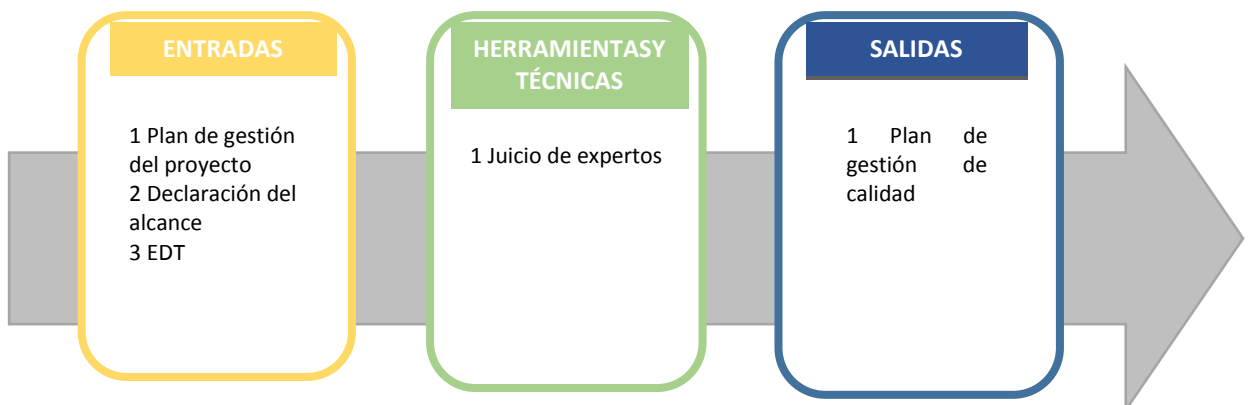 ENTRADAS
1 Plan de gestión
del proyecto
2 Declaración del
alcance
3 EDT
HERRAMIENTASY
TÉCNICAS
1 Juicio de expertos
SALIDAS
1 Plan de
gestión de
calidad